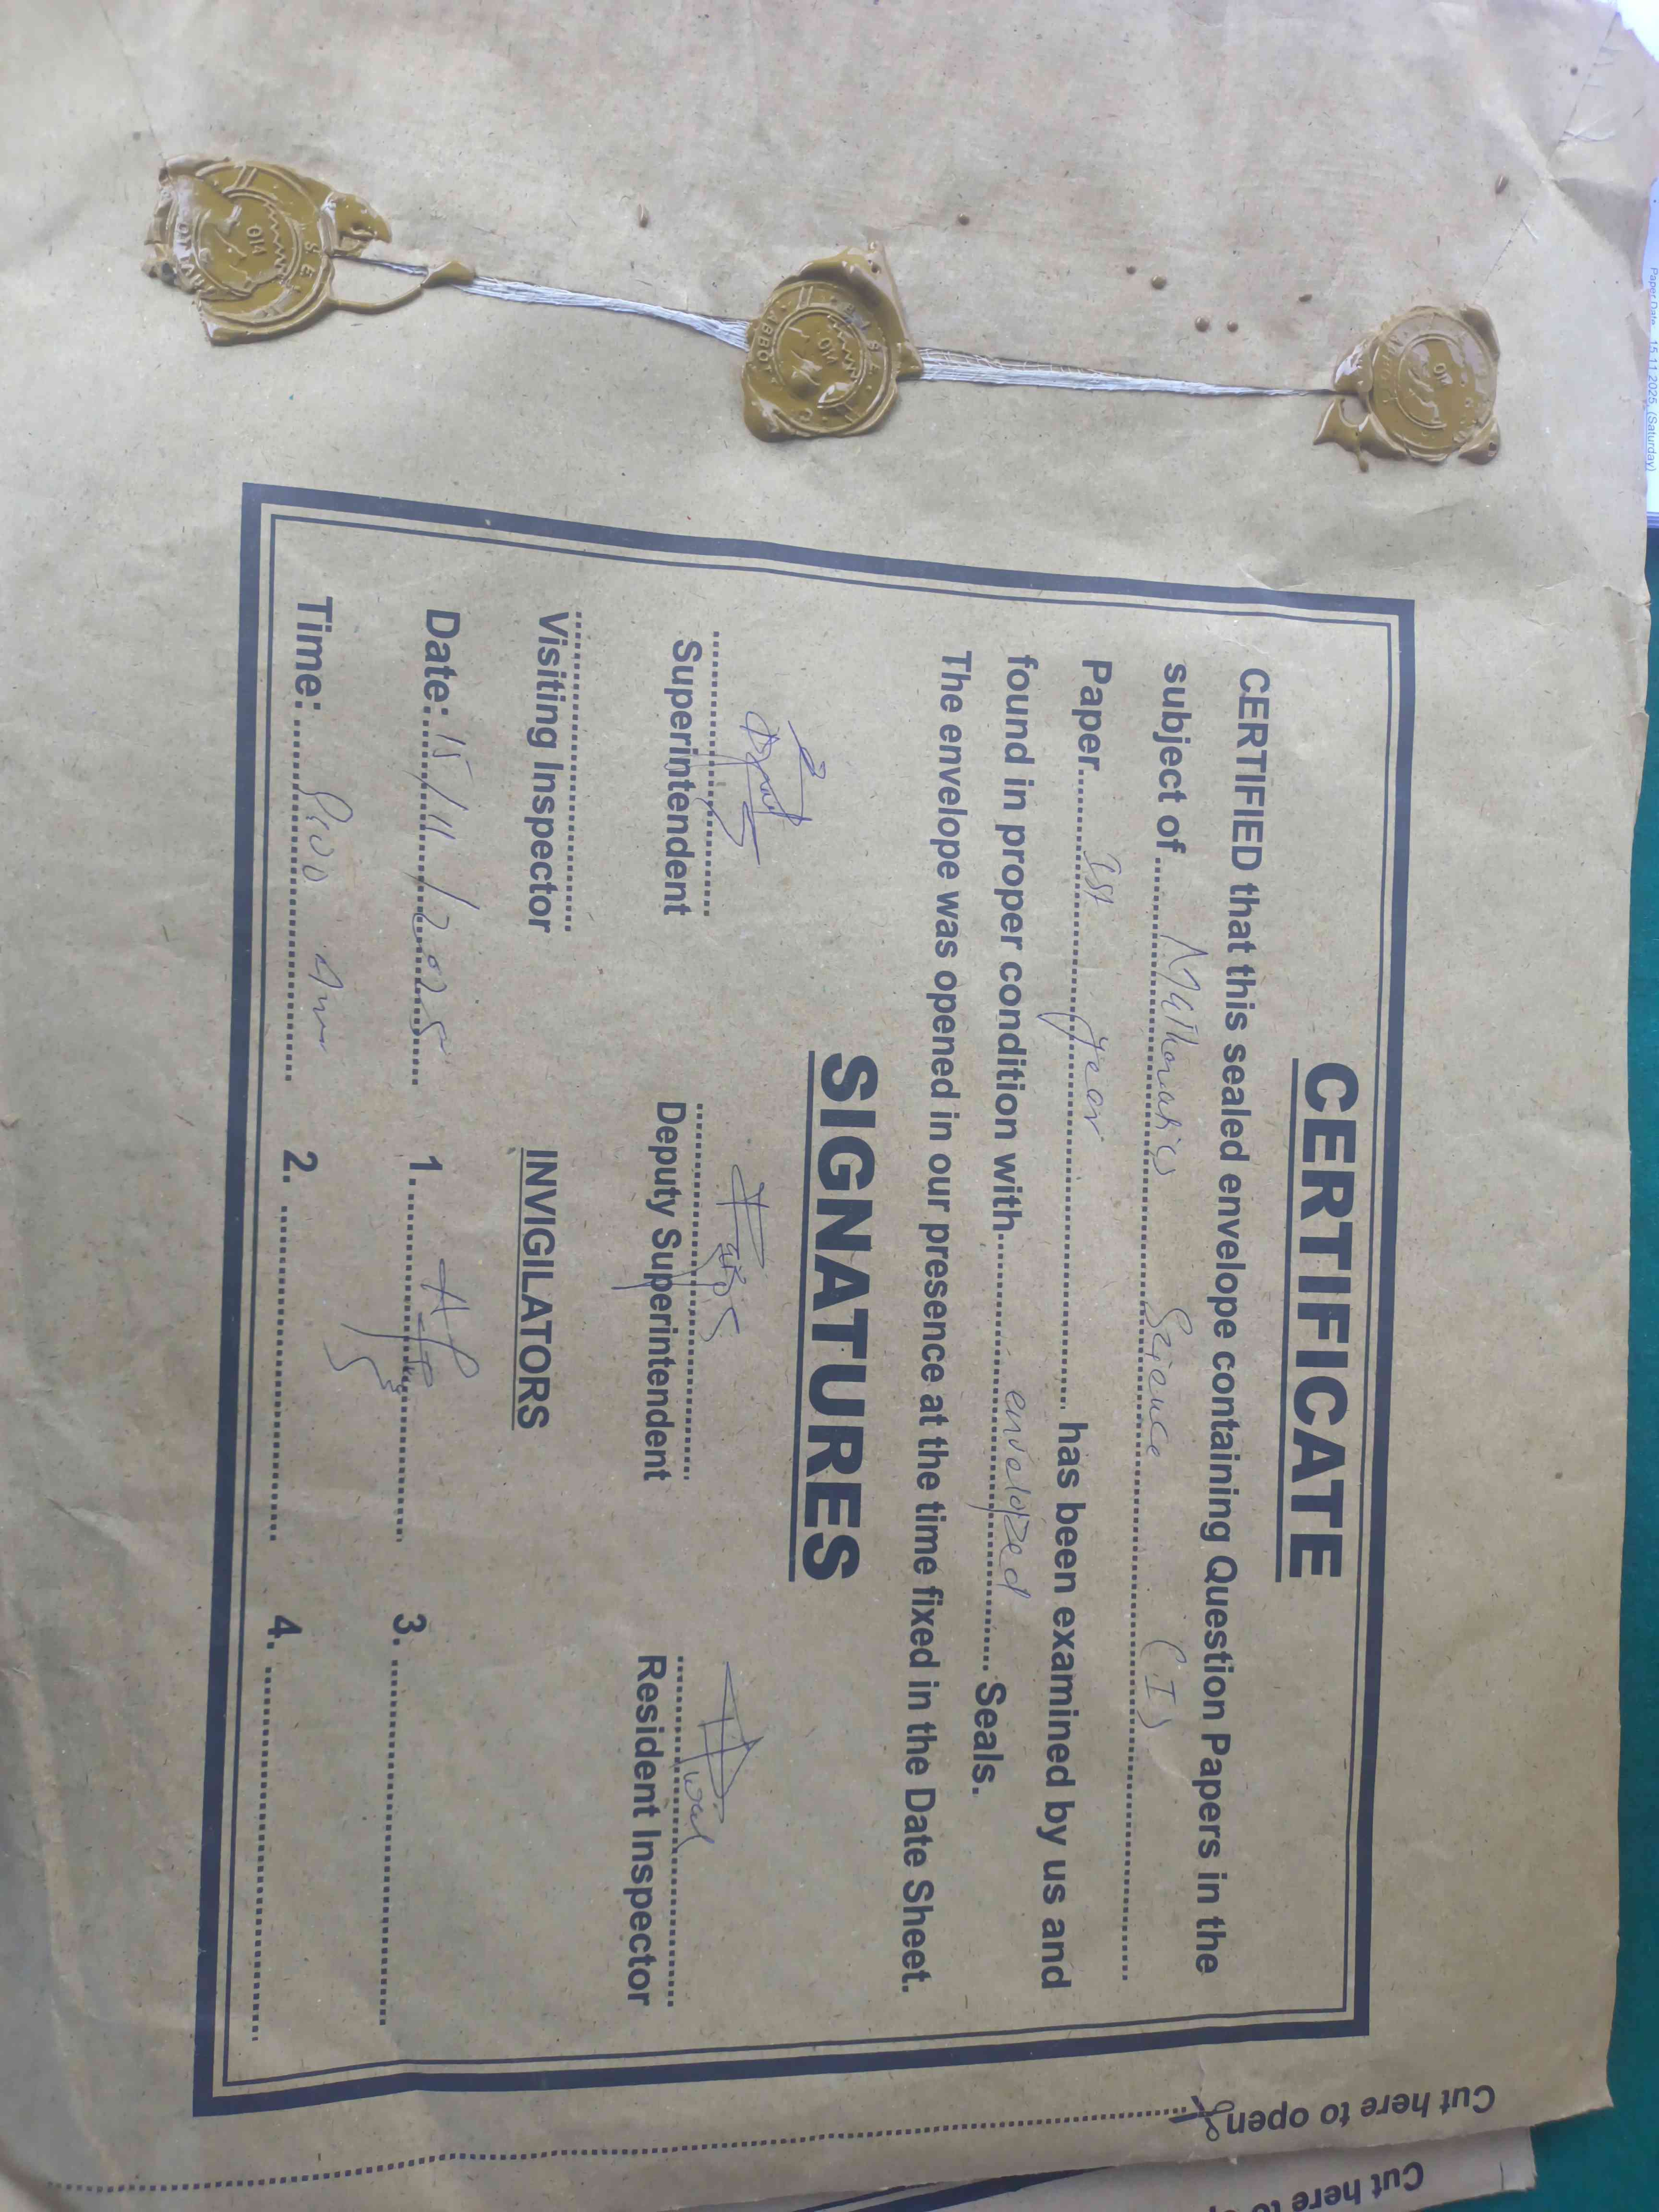 Paper Date 15.11.2025, (Saturday)
CERTIFICATE
CERTIFIED that this sealed envelope containing Question Papers in the
subject of Mathematics Science (I)
Paper 1st year has been examined by us and
found in proper condition with envelozed Seals.
The envelope was opened in our presence at the time fixed in the Date Sheet.
SIGNATURES
Superintendent Deputy Superintendent Resident Inspector
Visiting Inspector INVIGILATORS
Date: 15/11/2025 1. 3.
Time: 2. 4.
Cut here to open
Cut here to
014
014